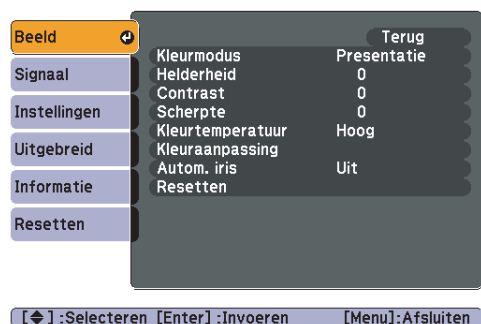 Beeld
Signaal
Instellingen
Uitgebreid
Informatie
Resetten
Terug
Kleurmodus Presentatie
Helderheid 0
Contrast 0
Scherpte 0
Kleurtemperatuur Hoog
Kleuraanpassing
Autom. iris Uit
Resetten
[◆] :Selecteren [Enter] :Invoeren [Menu]:Afsluiten